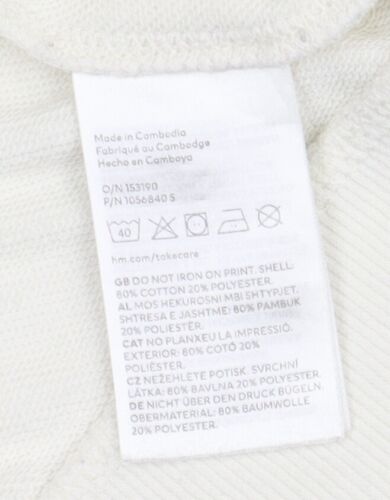 Made in Cambodia
Fabriqué au Cambodge
Hecho en Camboya
O/N 153190
P/N 1056840 S
40
hm.com/takecare
GB DO NOT IRON ON PRINT. SHELL:
80% COTTON 20% POLYESTER.
AL MOS HEKUROSNI MBI SHTYPJET.
SHTRESA E JASHTME: 80% PAMBUK
20% POLIESTËR.
CAT NO PLANXEU LA IMPRESSIÓ.
EXTERIOR: 80% COTÓ 20%
POLIÈSTER.
CZ NEŽEHLETE POTISK. SVRCHNÍ
LÁTKA: 80% BAVLNA 20% POLYESTER.
DE NICHT ÜBER DEN DRUCK BÜGELN.
OBERMATERIAL: 80% BAUMWOLLE
20% POLYESTER.